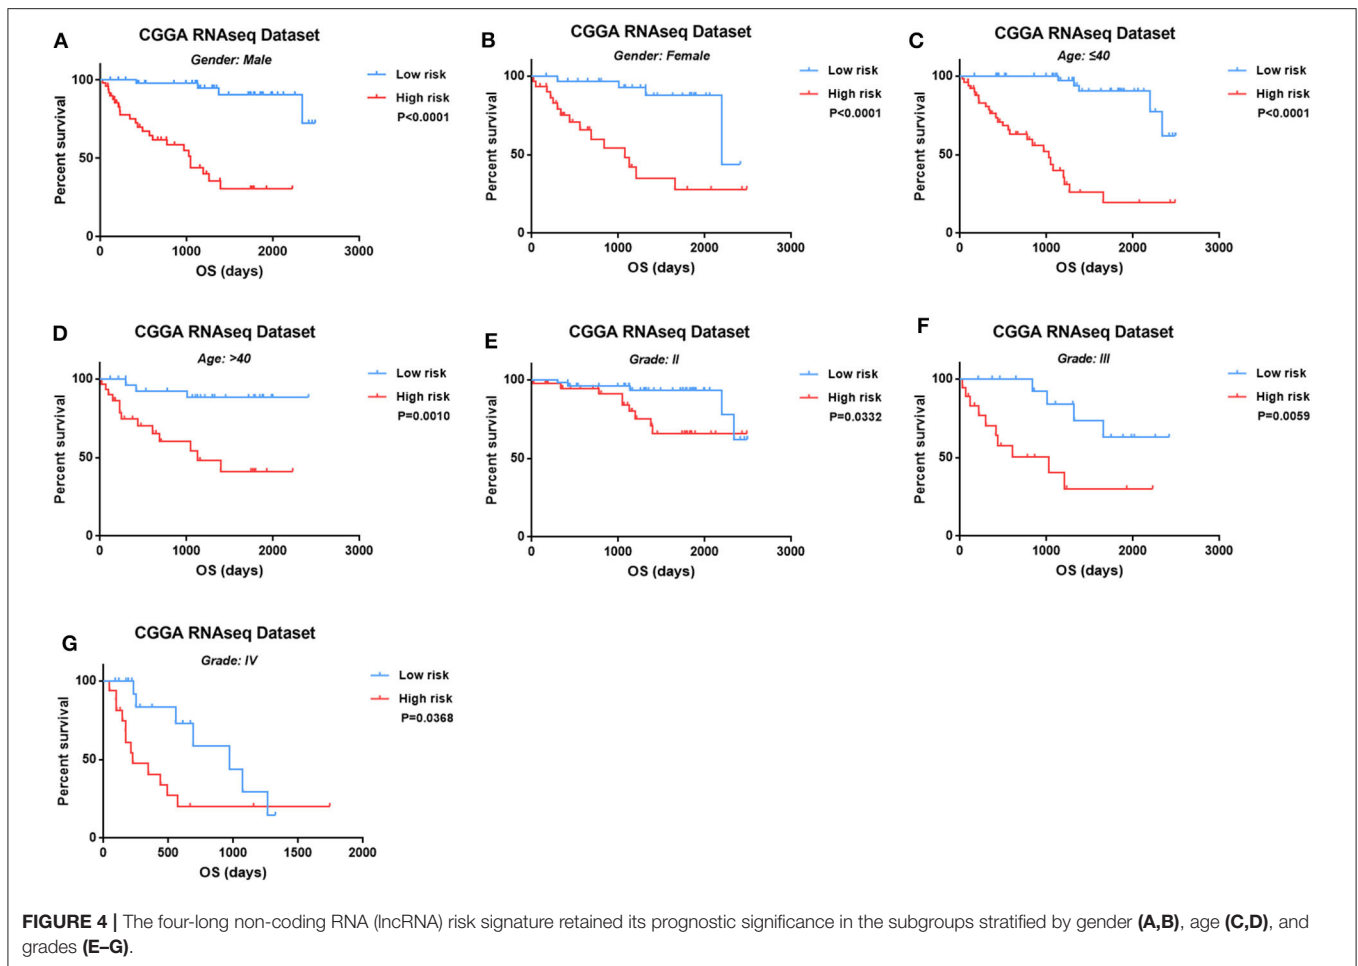 A
CGGA RNAseq Dataset
Gender: Male
Percent survival
100
50
0
0 1000 2000 3000
OS (days)
Low risk
High risk
P<0.0001
B
CGGA RNAseq Dataset
Gender: Female
Percent survival
100
50
0
0 1000 2000 3000
OS (days)
Low risk
High risk
P<0.0001
C
CGGA RNAseq Dataset
Age: ≤40
Percent survival
100
50
0
0 1000 2000 3000
OS (days)
Low risk
High risk
P<0.0001
D
CGGA RNAseq Dataset
Age: >40
Percent survival
100
50
0
0 1000 2000 3000
OS (days)
Low risk
High risk
P=0.0010
E
CGGA RNAseq Dataset
Grade: II
Percent survival
100
50
0
0 1000 2000 3000
OS (days)
Low risk
High risk
P=0.0332
F
CGGA RNAseq Dataset
Grade: III
Percent survival
100
50
0
0 1000 2000 3000
OS (days)
Low risk
High risk
P=0.0059
G
CGGA RNAseq Dataset
Grade: IV
Percent survival
100
50
0
0 500 1000 1500 2000
OS (days)
Low risk
High risk
P=0.0368
FIGURE 4 | The four-long non-coding RNA (lncRNA) risk signature retained its prognostic significance in the subgroups stratified by gender (A,B), age (C,D), and
grades (E–G).